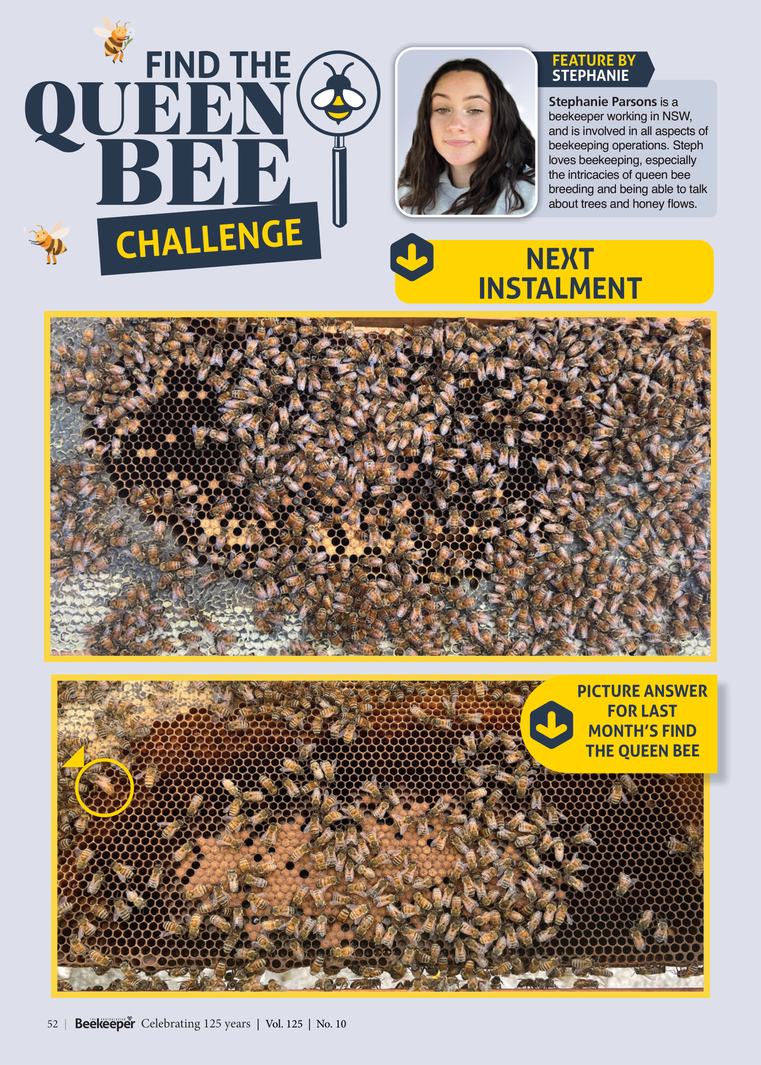 FIND THE
QUEEN
BEE
CHALLENGE
FEATURE BY
STEPHANIE
Stephanie Parsons is a
beekeeper working in NSW,
and is involved in all aspects of
beekeeping operations. Steph
loves beekeeping, especially
the intricacies of queen bee
breeding and being able to talk
about trees and honey flows.
NEXT
INSTALMENT
PICTURE ANSWER
FOR LAST
MONTH'S FIND
THE QUEEN BEE
52 | Beekeeper Celebrating 125 years | Vol. 125 | No. 10